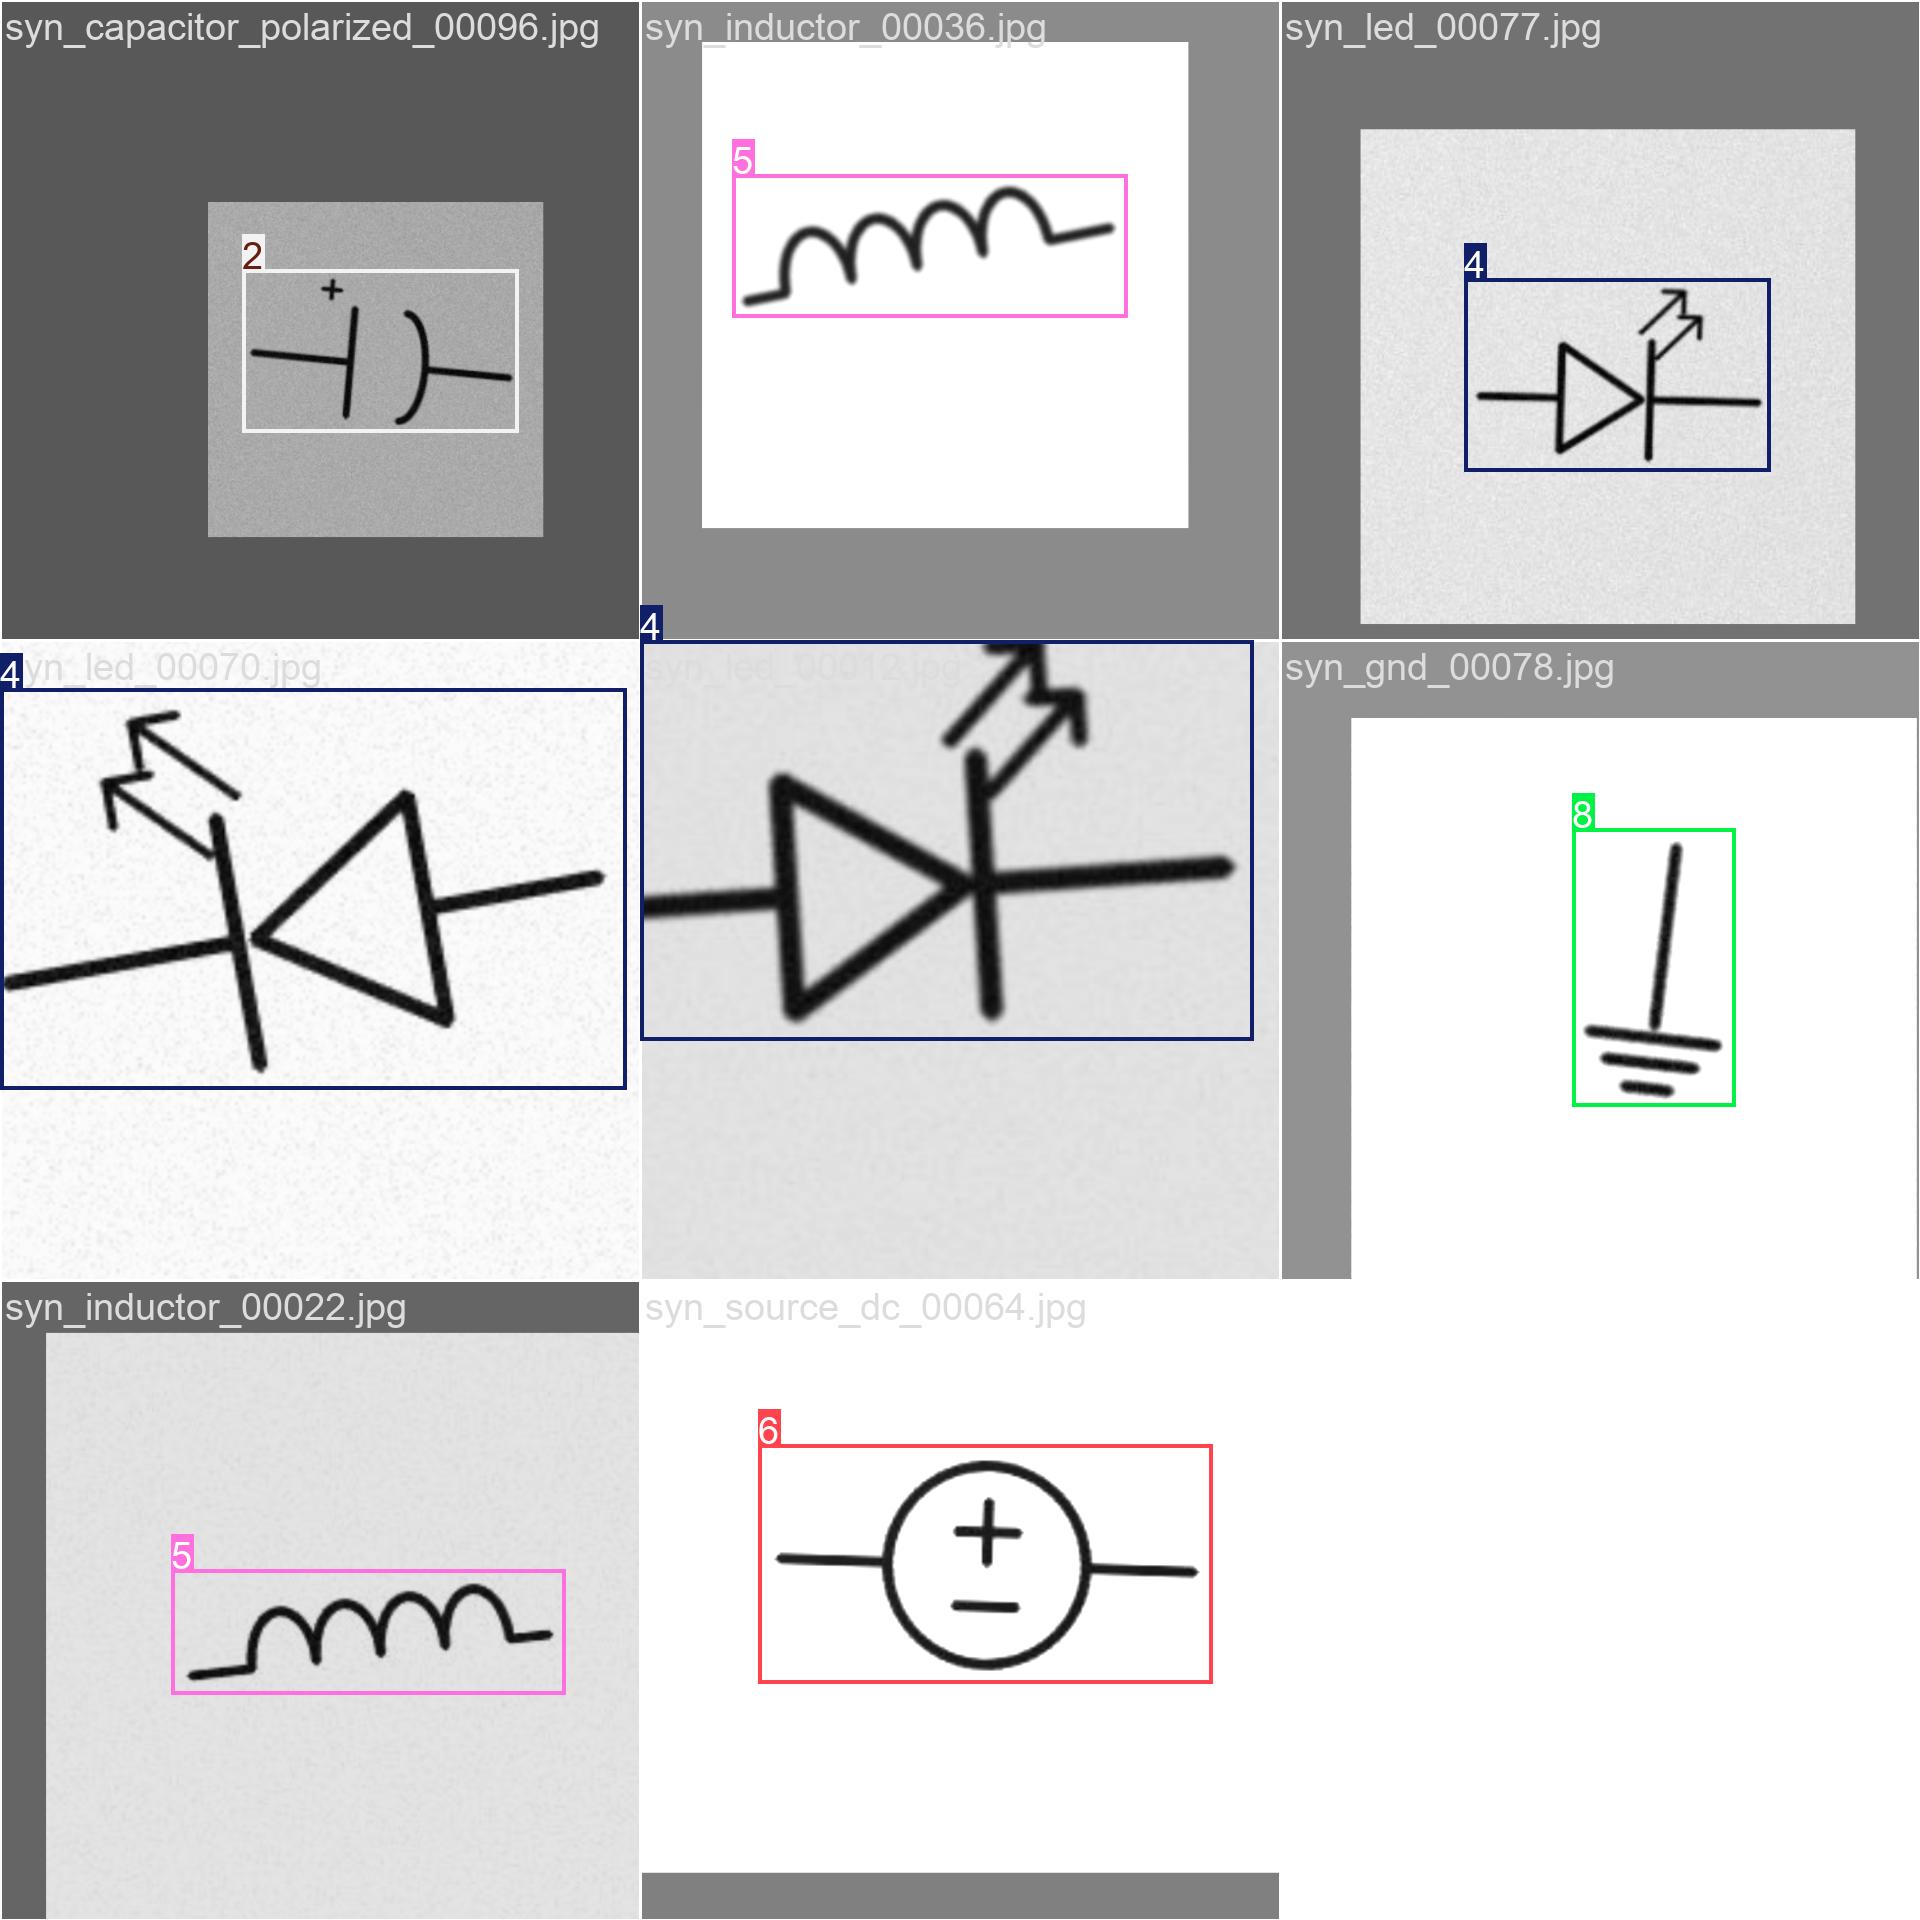 syn_capacitor_polarized_00096.jpg
syn_inductor_00036.jpg
syn_led_00077.jpg
2
+
5
4
4
yn_led_00070.jpg
4
syn_led_00012.jpg
syn_gnd_00078.jpg
8
syn_inductor_00022.jpg
syn_source_dc_00064.jpg
5
6
+
−